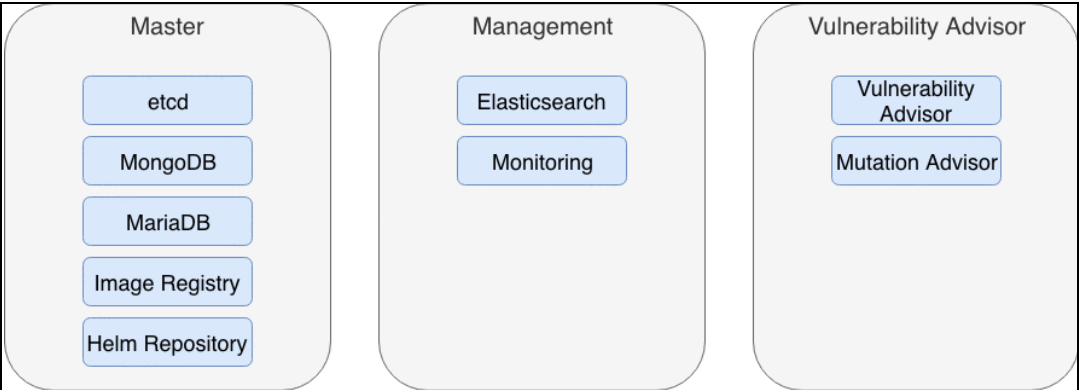 Master
etcd
MongoDB
MariaDB
Image Registry
Helm Repository
Management
Elasticsearch
Monitoring
Vulnerability Advisor
Vulnerability
Advisor
Mutation Advisor